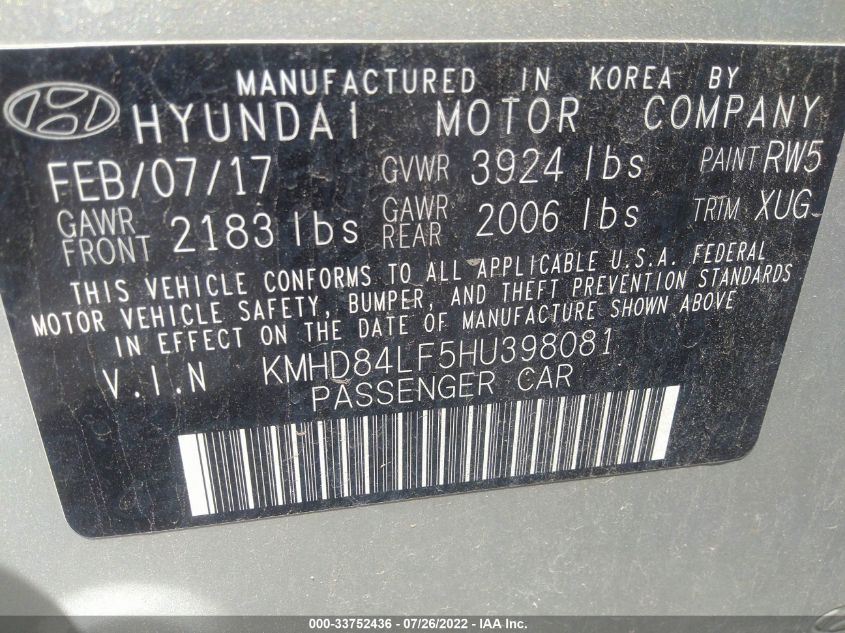 MANUFACTURED IN KOREA BY
HYUNDAI MOTOR COMPANY
FEB/07/17 GVWR 3924 lbs PAINT RW5
GAWR FRONT 2183 lbs GAWR REAR 2006 lbs TRIM XUG
THIS VEHICLE CONFORMS TO ALL APPLICABLE U.S.A. FEDERAL
MOTOR VEHICLE SAFETY, BUMPER, AND THEFT PREVENTION STANDARDS
IN EFFECT ON THE DATE OF MANUFACTURE SHOWN ABOVE
V.I.N KMHD84LF5HU398081
PASSENGER CAR
000-33752436 - 07/26/2022 - IAA Inc.